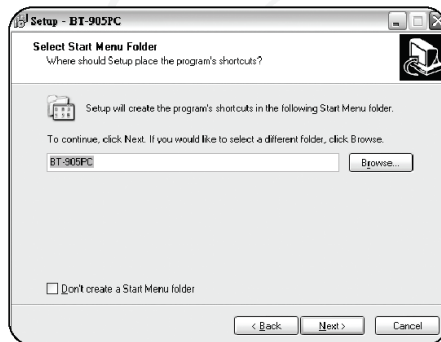 Setup - BT-905PC
Select Start Menu Folder
Where should Setup place the program's shortcuts?
Setup will create the program's shortcuts in the following Start Menu folder.
To continue, click Next. If you would like to select a different folder, click Browse.
BT-905PC
Browse...
Don't create a Start Menu folder
< Back
Next >
Cancel